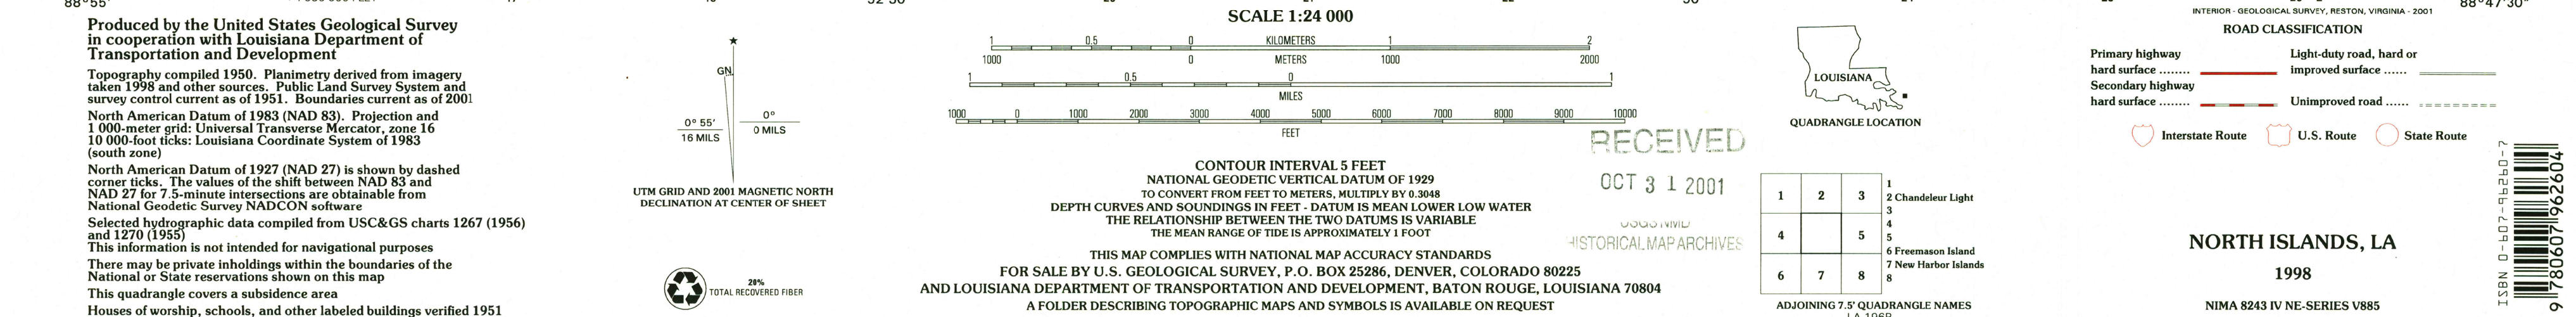 88°55′
52′30″
88°47′30″
Produced by the United States Geological Survey
in cooperation with Louisiana Department of
Transportation and Development
Topography compiled 1950. Planimetry derived from imagery
taken 1998 and other sources. Public Land Survey System and
survey control current as of 1951. Boundaries current as of 2001
North American Datum of 1983 (NAD 83). Projection and
1 000-meter grid: Universal Transverse Mercator, zone 16
10 000-foot ticks: Louisiana Coordinate System of 1983
(south zone)
North American Datum of 1927 (NAD 27) is shown by dashed
corner ticks. The values of the shift between NAD 83 and
NAD 27 for 7.5-minute intersections are obtainable from
National Geodetic Survey NADCON software
Selected hydrographic data compiled from USC&GS charts 1267 (1956)
and 1270 (1955)
This information is not intended for navigational purposes
There may be private inholdings within the boundaries of the
National or State reservations shown on this map
This quadrangle covers a subsidence area
Houses of worship, schools, and other labeled buildings verified 1951
GN
0° 55′
16 MILS
0°
0 MILS
UTM GRID AND 2001 MAGNETIC NORTH
DECLINATION AT CENTER OF SHEET
20%
TOTAL RECOVERED FIBER
SCALE 1:24 000
1 0.5 0 KILOMETERS 1 2
1000 0 METERS 1000 2000
1 0.5 0 1
MILES
1000 0 1000 2000 3000 4000 5000 6000 7000 8000 9000 10000
FEET
CONTOUR INTERVAL 5 FEET
NATIONAL GEODETIC VERTICAL DATUM OF 1929
TO CONVERT FROM FEET TO METERS, MULTIPLY BY 0.3048
DEPTH CURVES AND SOUNDINGS IN FEET - DATUM IS MEAN LOWER LOW WATER
THE RELATIONSHIP BETWEEN THE TWO DATUMS IS VARIABLE
THE MEAN RANGE OF TIDE IS APPROXIMATELY 1 FOOT
THIS MAP COMPLIES WITH NATIONAL MAP ACCURACY STANDARDS
FOR SALE BY U.S. GEOLOGICAL SURVEY, P.O. BOX 25286, DENVER, COLORADO 80225
AND LOUISIANA DEPARTMENT OF TRANSPORTATION AND DEVELOPMENT, BATON ROUGE, LOUISIANA 70804
A FOLDER DESCRIBING TOPOGRAPHIC MAPS AND SYMBOLS IS AVAILABLE ON REQUEST
RECEIVED
OCT 31 2001
USGS NMD
HISTORICAL MAP ARCHIVES
LOUISIANA
QUADRANGLE LOCATION
1 2 3
4 5
6 7 8
1
2 Chandeleur Light
3
4
5
6 Freemason Island
7 New Harbor Islands
8
ADJOINING 7.5′ QUADRANGLE NAMES
INTERIOR - GEOLOGICAL SURVEY, RESTON, VIRGINIA - 2001
ROAD CLASSIFICATION
Primary highway
hard surface ........
Secondary highway
hard surface ........
Light-duty road, hard or
improved surface ......
Unimproved road ......
Interstate Route
U.S. Route
State Route
NORTH ISLANDS, LA
1998
NIMA 8243 IV NE-SERIES V885
ISBN 0-607-96260-7
9 780607 962604